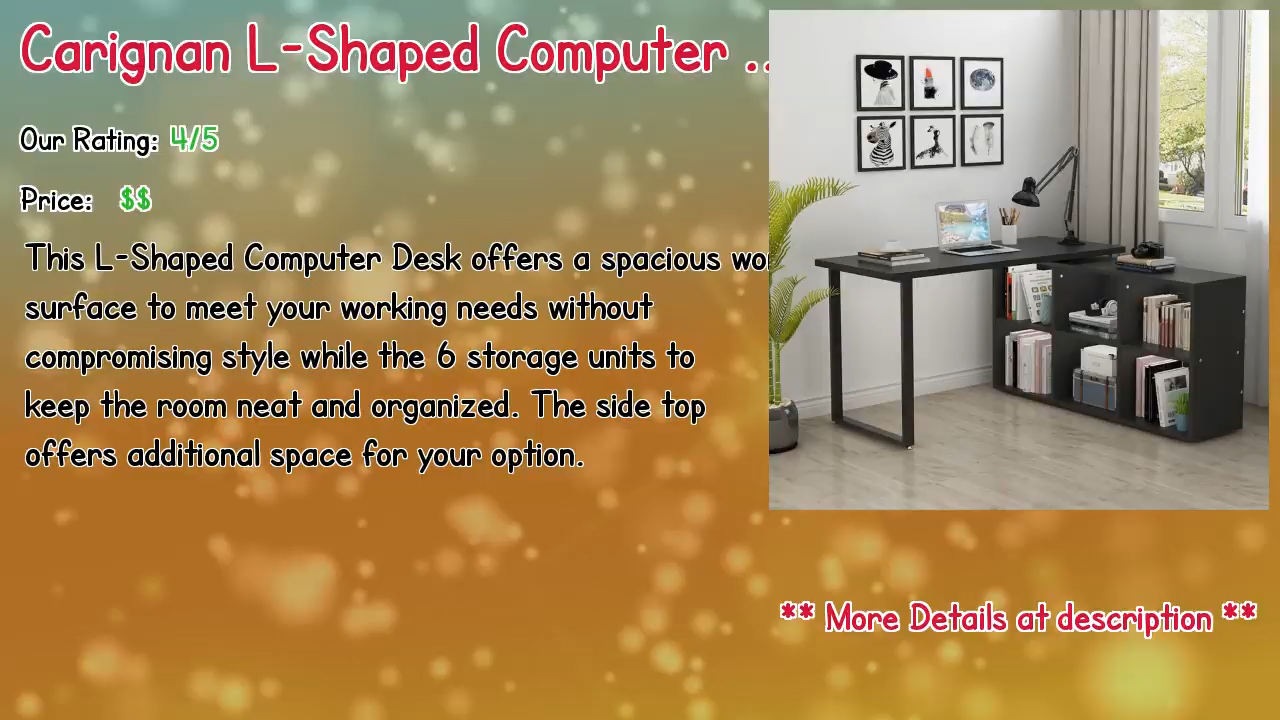 Carignan L-Shaped Computer ..
Our Rating: 4/5
Price: $$
This L-Shaped Computer Desk offers a spacious
surface to meet your working needs without
compromising style while the 6 storage units to
keep the room neat and organized. The side top
offers additional space for your option.
** More Details at description **